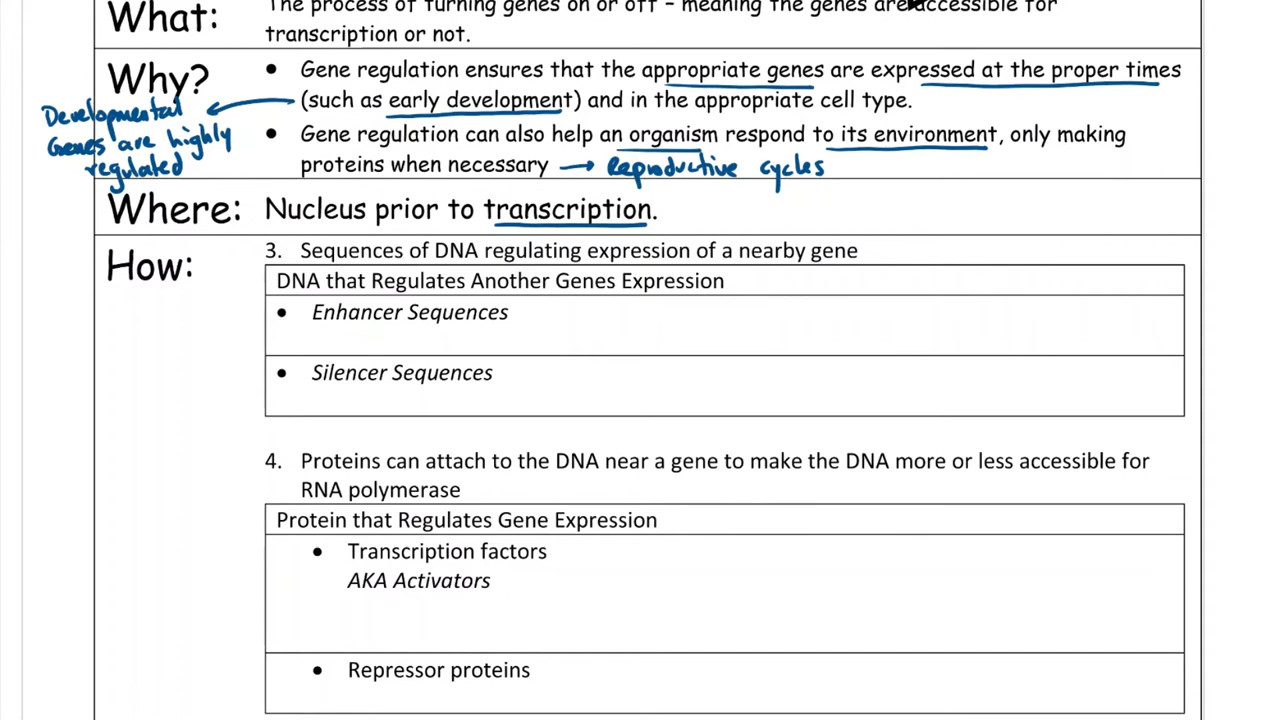 What: The process of turning genes on or off – meaning the genes are accessible for
transcription or not.
Why?
• Gene regulation ensures that the appropriate genes are expressed at the proper times
(such as early development) and in the appropriate cell type.
Developmental
Genes are highly
regulated
• Gene regulation can also help an organism respond to its environment, only making
proteins when necessary → Reproductive cycles
Where: Nucleus prior to transcription.
How:
3. Sequences of DNA regulating expression of a nearby gene
DNA that Regulates Another Genes Expression
• Enhancer Sequences
• Silencer Sequences
4. Proteins can attach to the DNA near a gene to make the DNA more or less accessible for
RNA polymerase
Protein that Regulates Gene Expression
• Transcription factors
AKA Activators
• Repressor proteins